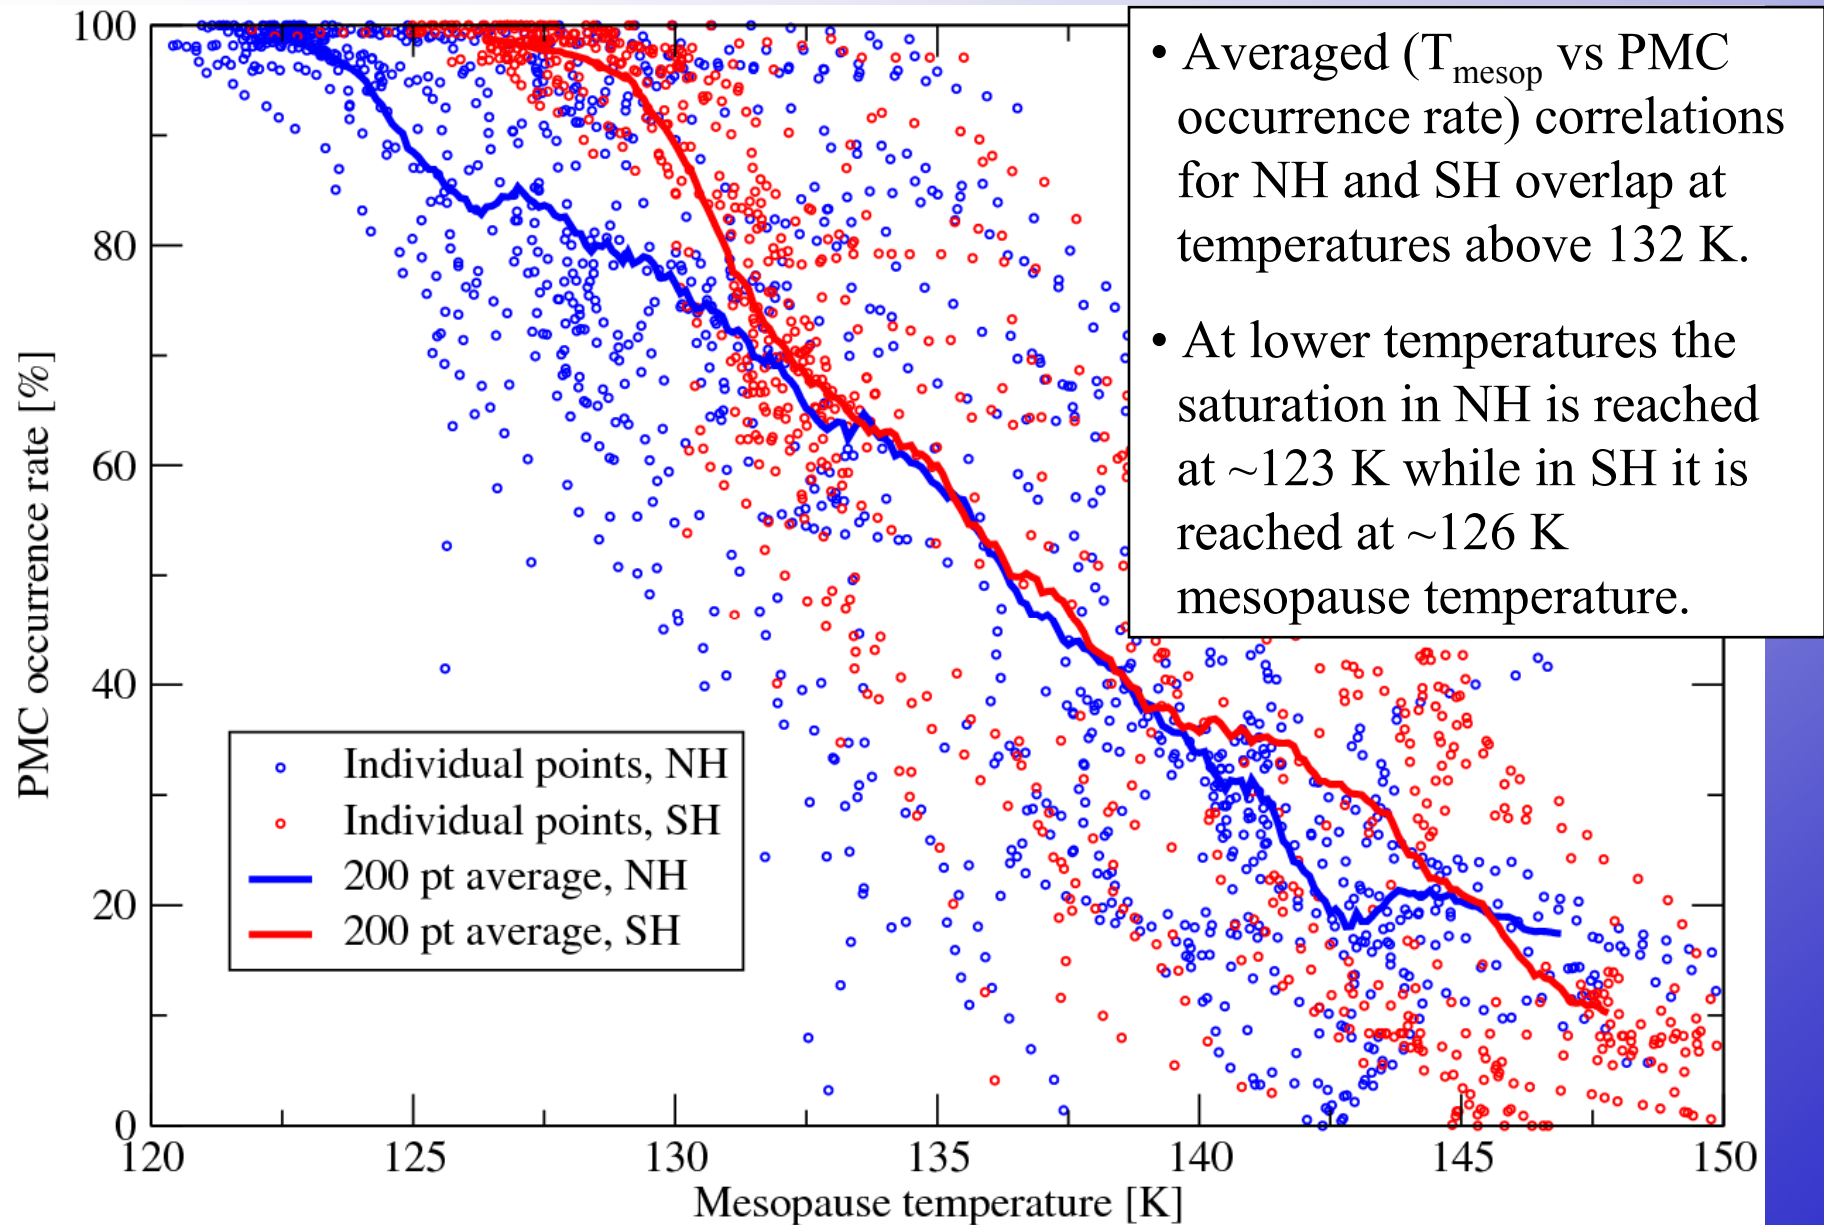 100
80
60
40
20
0
PMC occurrence rate [%]
120 125 130 135 140 145 150
Mesopause temperature [K]
Individual points, NH
Individual points, SH
200 pt average, NH
200 pt average, SH
• Averaged (Tmesop vs PMC
occurrence rate) correlations
for NH and SH overlap at
temperatures above 132 K.
• At lower temperatures the
saturation in NH is reached
at ~123 K while in SH it is
reached at ~126 K
mesopause temperature.